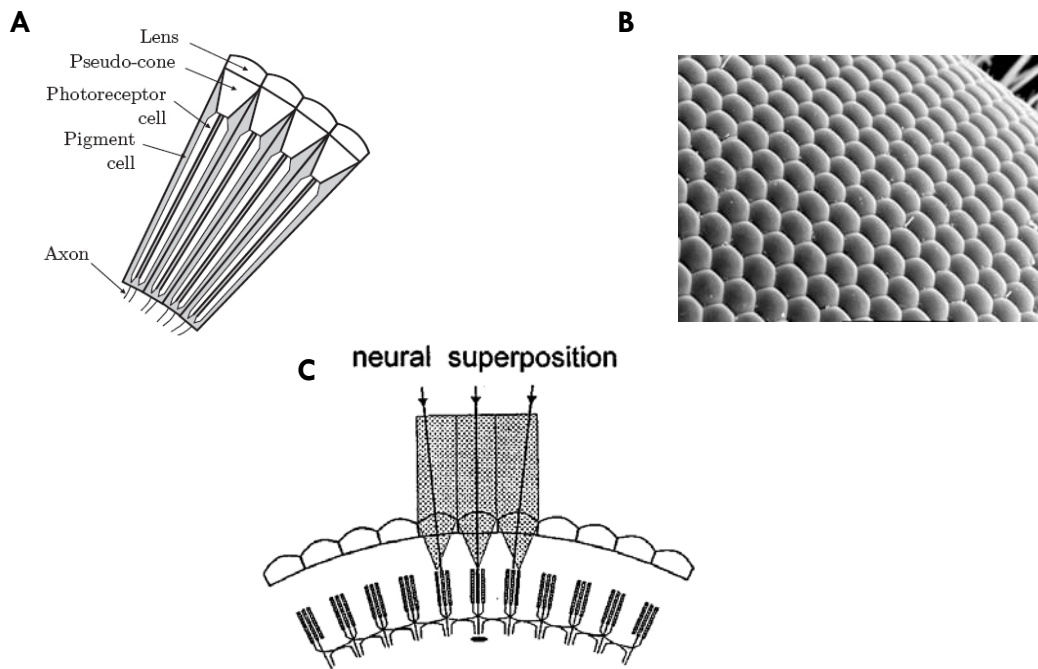 A
Lens
Pseudo-cone
Photoreceptor
cell
Pigment
cell
Axon
B
C
neural superposition